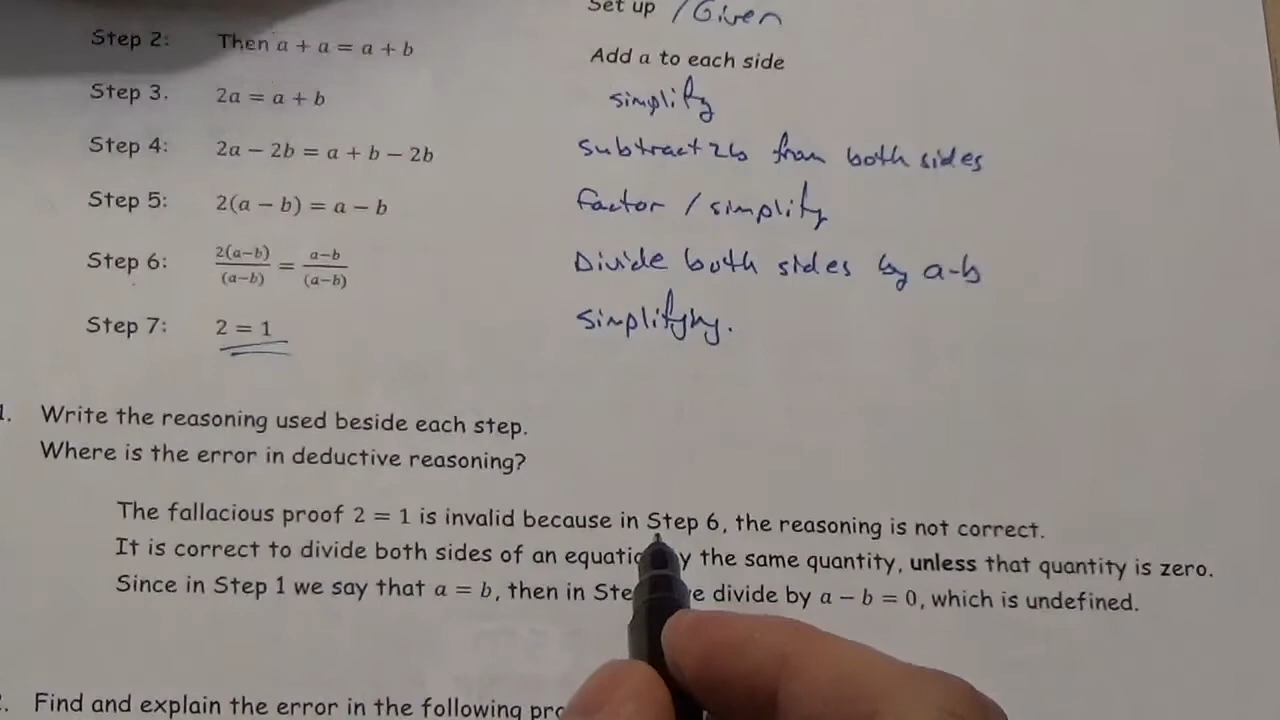 Set up / Given
Step 2: Then a + a = a + b Add a to each side
Step 3. 2a = a + b simplify
Step 4: 2a − 2b = a + b − 2b subtract 2b from both sides
Step 5: 2(a − b) = a − b factor / simplify
Step 6: 2(a−b)/(a−b) = a−b/(a−b) Divide both sides by a-b
Step 7: 2 = 1 simplifying.
1. Write the reasoning used beside each step.
Where is the error in deductive reasoning?
The fallacious proof 2 = 1 is invalid because in Step 6, the reasoning is not correct.
It is correct to divide both sides of an the same quantity, unless that quantity is zero.
Since in Step 1 we say that a = b, then in divide by a − b = 0, which is undefined.
2. Find and explain the error in the following